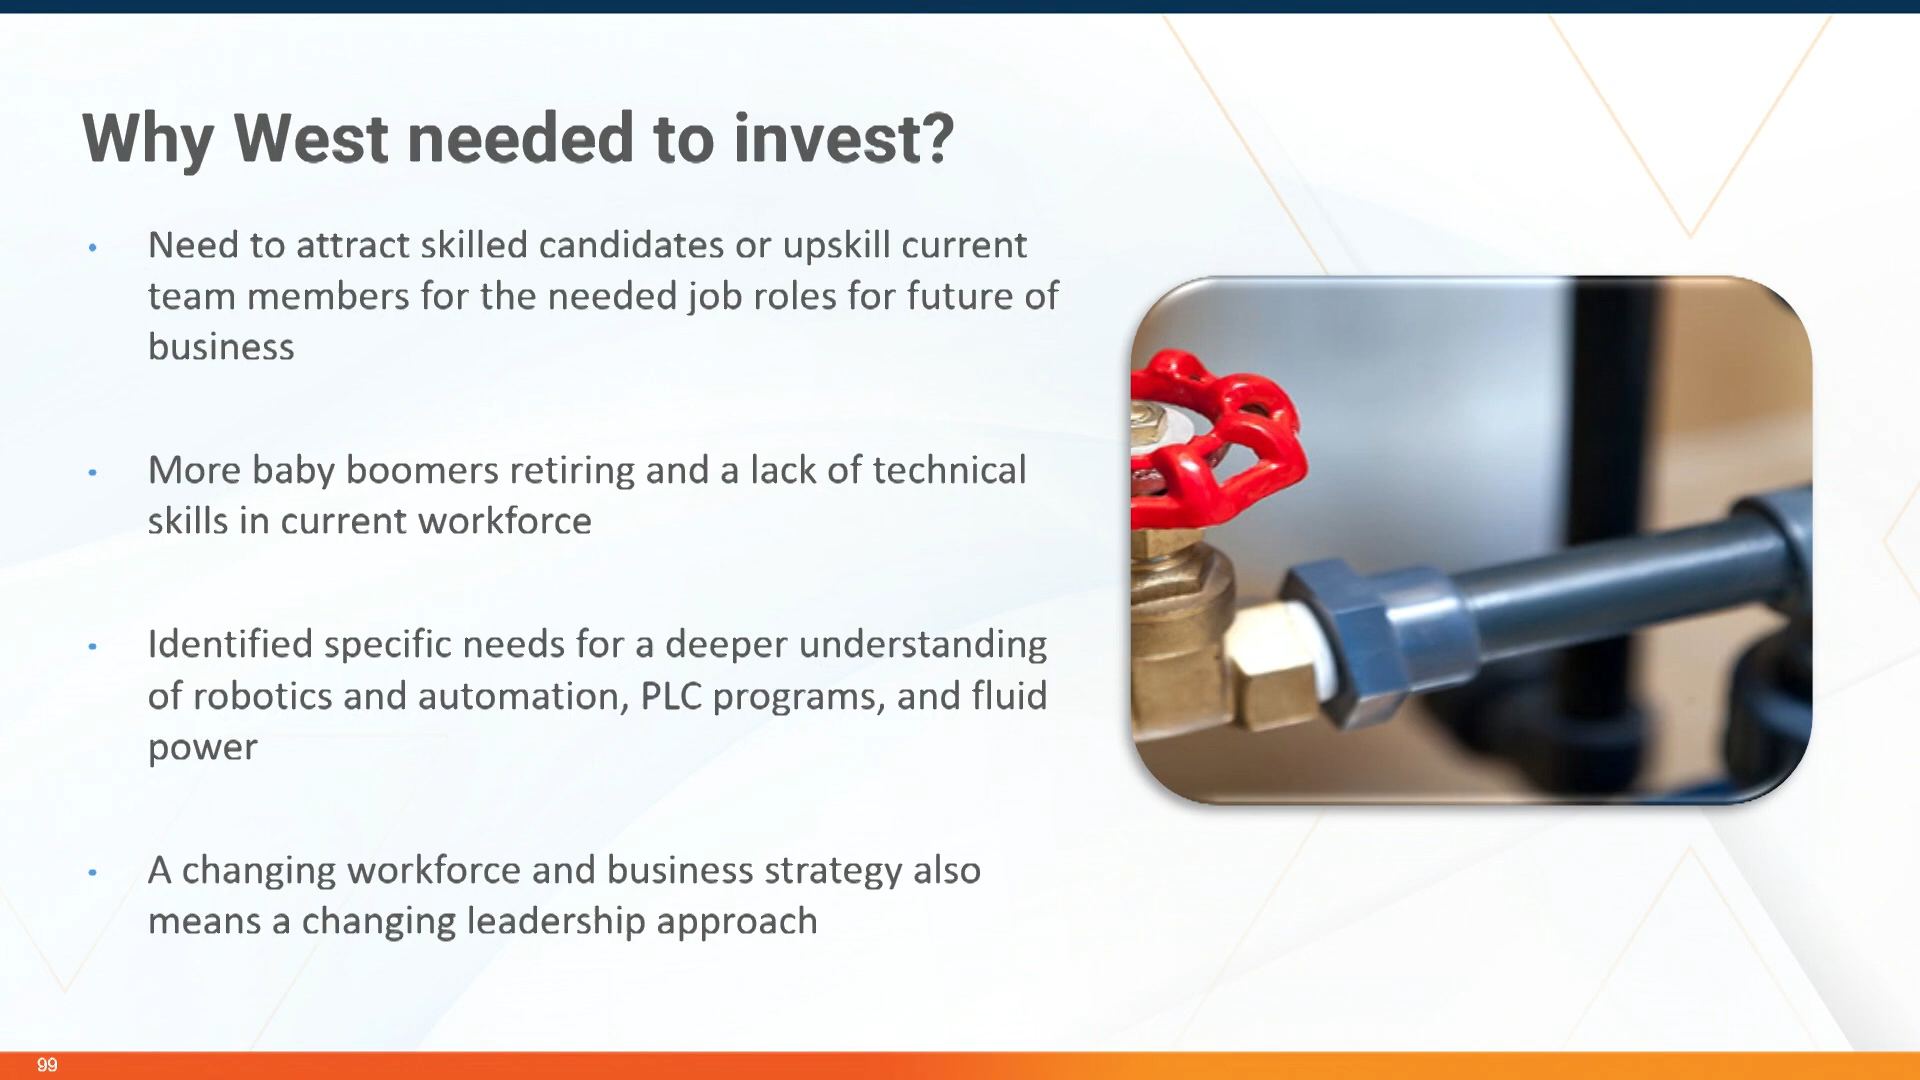 Why West needed to invest?
• Need to attract skilled candidates or upskill current
team members for the needed job roles for future of
business
• More baby boomers retiring and a lack of technical
skills in current workforce
• Identified specific needs for a deeper understanding
of robotics and automation, PLC programs, and fluid
power
• A changing workforce and business strategy also
means a changing leadership approach
99